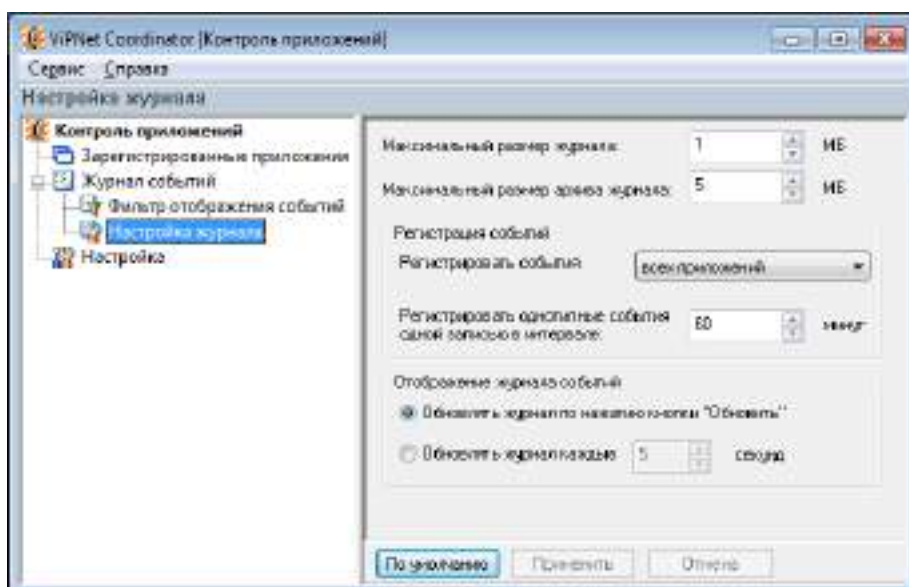 ViPNet Coordinator [Контроль приложений]
Сервис Справка
Настройка журнала
Контроль приложений
Зарегистрированные приложения
Журнал событий
Фильтр отображения событий
Настройка журнала
Настройка
Максимальный размер журнала: 1 МБ
Максимальный размер архива журнала: 5 МБ
Регистрация событий
Регистрировать события всех приложений
Регистрировать однотипные события
одной записью в интервале: 60 минут
Отображение журнала событий
Обновлять журнал по нажатию кнопки "Обновить"
Обновлять журнал каждые 5 секунд
По умолчанию Применить Отмена